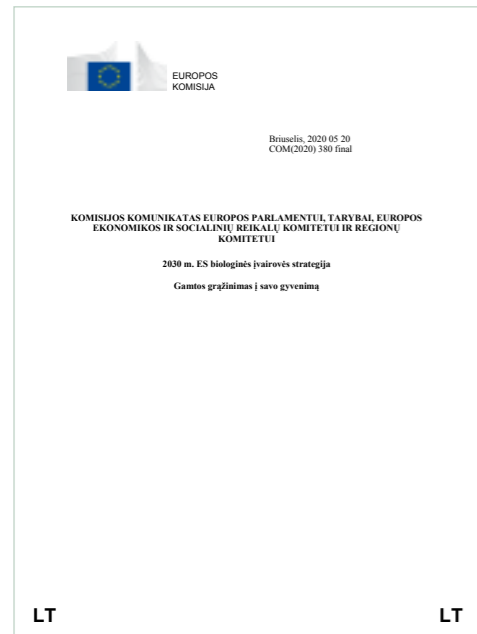 EUROPOS
KOMISIJA
Briuselis, 2020 05 20
COM(2020) 380 final
KOMISIJOS KOMUNIKATAS EUROPOS PARLAMENTUI, TARYBAI, EUROPOS
EKONOMIKOS IR SOCIALINIŲ REIKALŲ KOMITETUI IR REGIONŲ
KOMITETUI
2030 m. ES biologinės įvairovės strategija
Gamtos grąžinimas į savo gyvenimą
LT LT